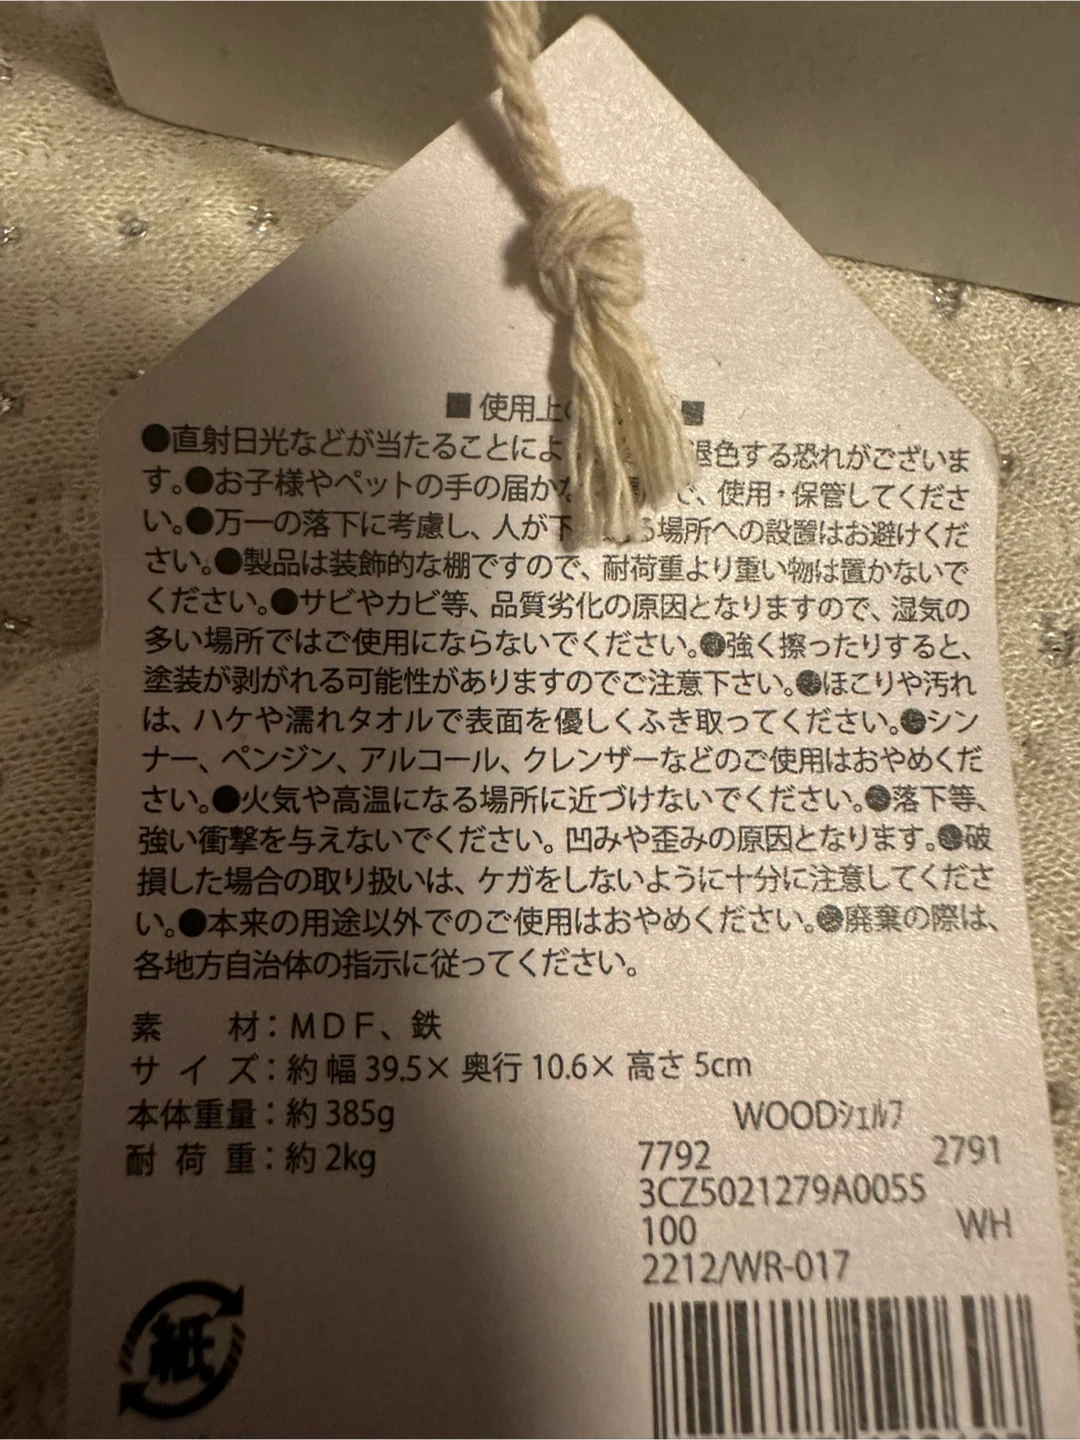 ■ 使用上 ■
●直射日光などが当たることによ 退色する恐れがございま
す。●お子様やペットの手の届か で、使用・保管してくださ
い。●万一の落下に考慮し、人が下 る場所への設置はお避けくだ
さい。●製品は装飾的な棚ですので、耐荷重より重い物は置かないで
ください。●サビやカビ等、品質劣化の原因となりますので、湿気の
多い場所ではご使用にならないでください。●強く擦ったりすると、
塗装が剥がれる可能性がありますのでご注意下さい。●ほこりや汚れ
は、ハケや濡れタオルで表面を優しくふき取ってください。●シン
ナー、ベンジン、アルコール、クレンザーなどのご使用はおやめくだ
さい。●火気や高温になる場所に近づけないでください。●落下等、
強い衝撃を与えないでください。凹みや歪みの原因となります。●破
損した場合の取り扱いは、ケガをしないように十分に注意してくださ
い。●本来の用途以外でのご使用はおやめください。●廃棄の際は、
各地方自治体の指示に従ってください。
素 材：MDF、鉄
サ イ ズ：約 幅 39.5× 奥行 10.6× 高さ 5cm
本体重量：約 385g
耐 荷 重：約 2kg
WOODｼｪﾙﾌ
7792 2791
3CZ5021279A0055
100 WH
2212/WR-017
紙